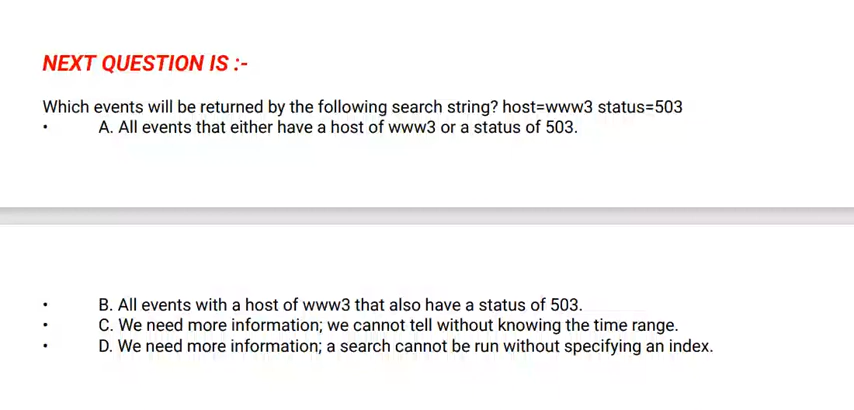 NEXT QUESTION IS :-
Which events will be returned by the following search string? host=www3 status=503
• A. All events that either have a host of www3 or a status of 503.
• B. All events with a host of www3 that also have a status of 503.
• C. We need more information; we cannot tell without knowing the time range.
• D. We need more information; a search cannot be run without specifying an index.